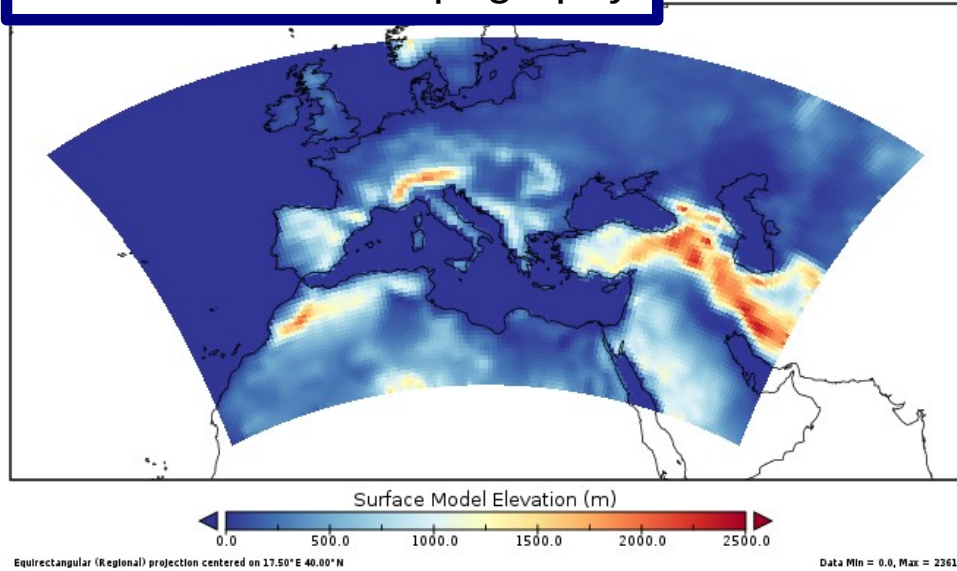 Surface Model Elevation (m)
0.0 500.0 1000.0 1500.0 2000.0 2500.0
Equirectangular (Regional) projection centered on 17.50°E 40.00°N
Data Min = 0.0, Max = 2361